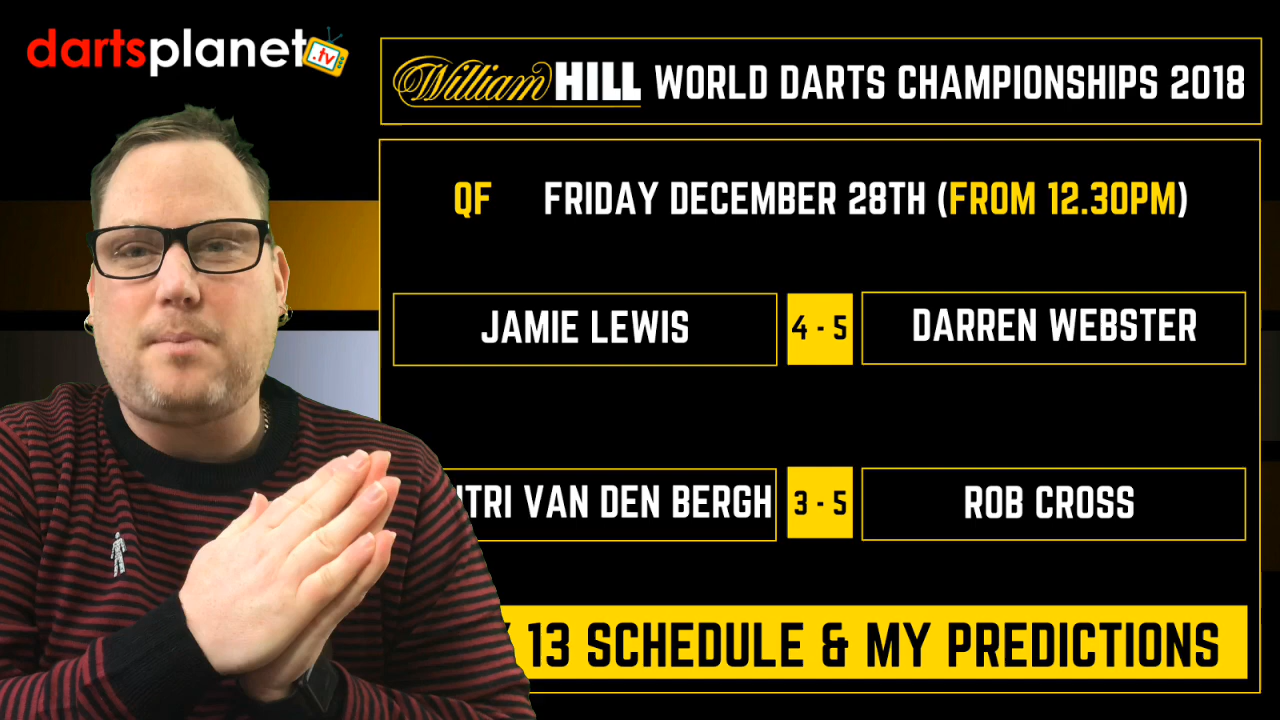 dartsplanet.tv
William HILL WORLD DARTS CHAMPIONSHIPS 2018
QF FRIDAY DECEMBER 28TH (FROM 12.30PM)
JAMIE LEWIS 4 - 5 DARREN WEBSTER
VAN DEN BERGH 3 - 5 ROB CROSS
13 SCHEDULE & MY PREDICTIONS